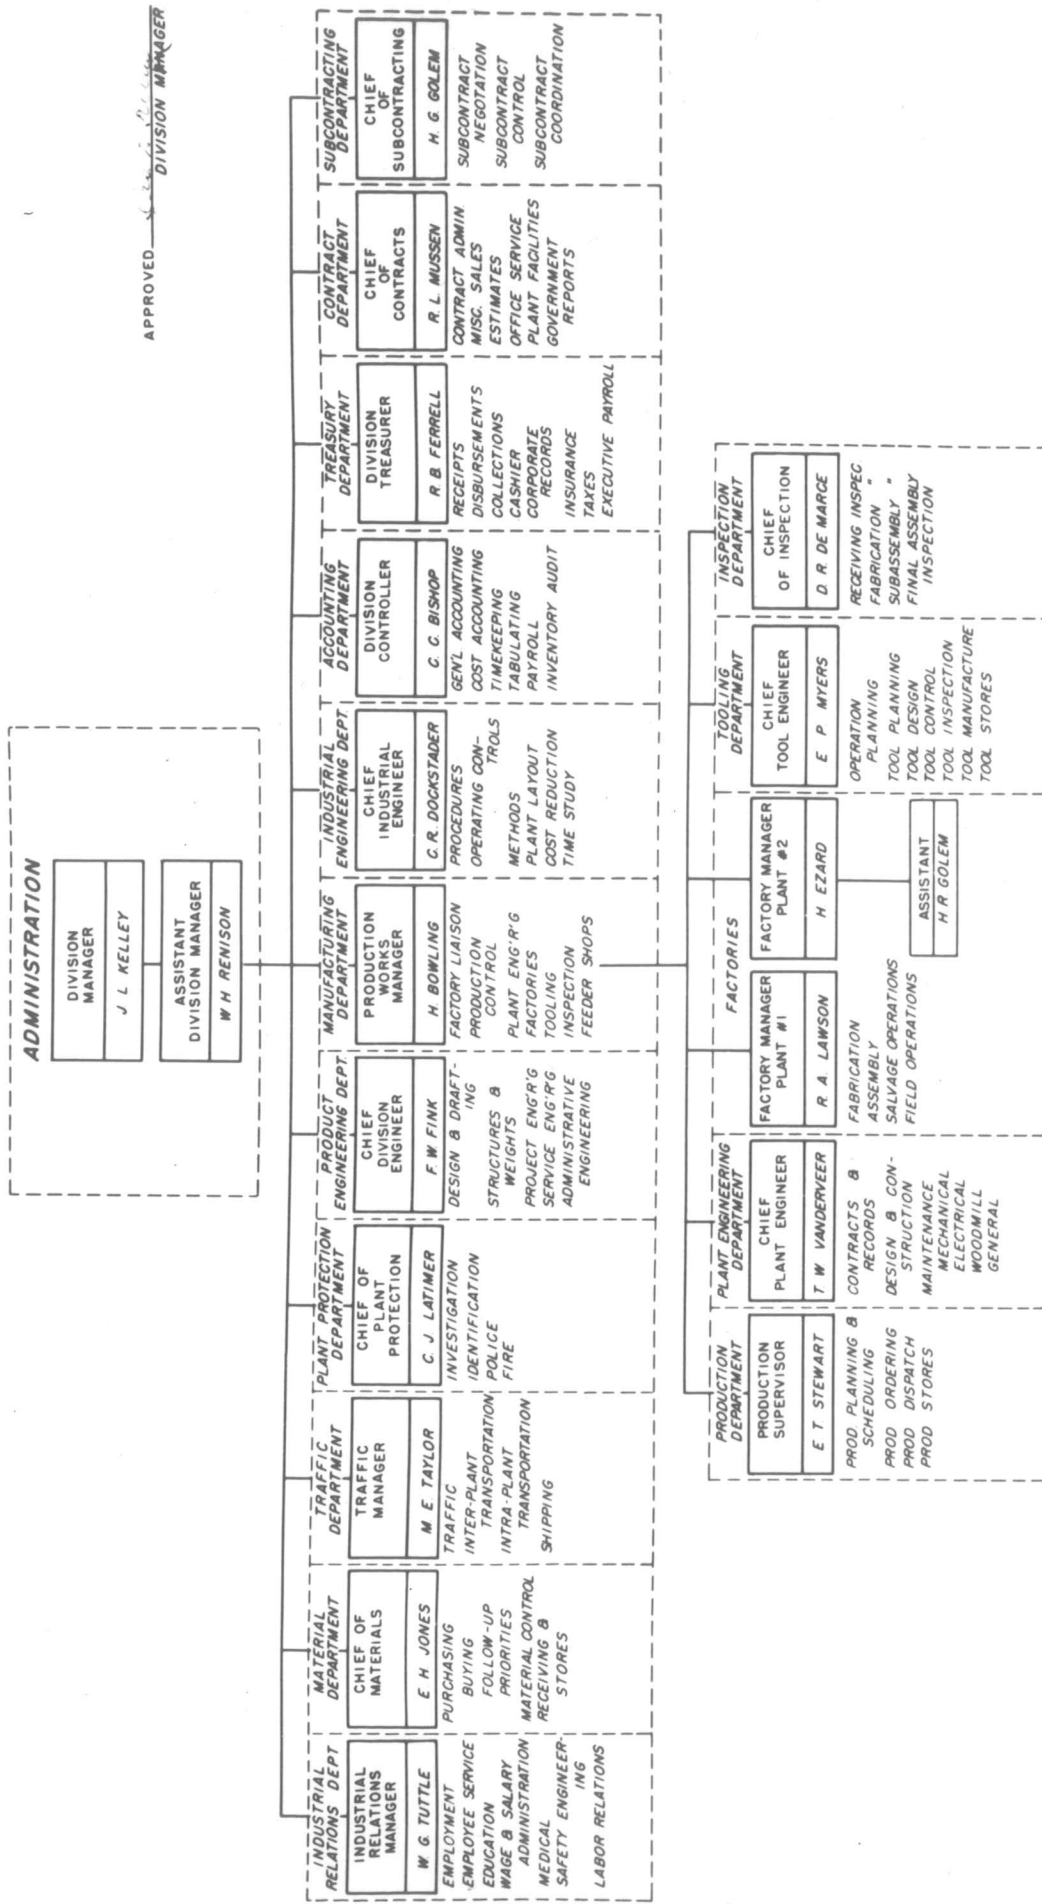 APPROVED
DIVISION MANAGER
ADMINISTRATION
DIVISION
MANAGER
J L KELLEY
ASSISTANT
DIVISION MANAGER
W H RENISON
INDUSTRIAL
RELATIONS DEPT
INDUSTRIAL
RELATIONS
MANAGER
W. G. TUTTLE
EMPLOYMENT
EMPLOYEE SERVICE
EDUCATION
WAGE & SALARY
ADMINISTRATION
MEDICAL
SAFETY ENGINEER-
ING
LABOR RELATIONS
MATERIAL
DEPARTMENT
CHIEF OF
MATERIALS
E H JONES
PURCHASING
BUYING
FOLLOW-UP
PRIORITIES
MATERIAL CONTROL
RECEIVING &
STORES
TRAFFIC
DEPARTMENT
TRAFFIC
MANAGER
M E TAYLOR
TRAFFIC
INTER-PLANT
TRANSPORTATION
INTRA-PLANT
TRANSPORTATION
SHIPPING
PLANT PROTECTION
DEPARTMENT
CHIEF OF
PLANT
PROTECTION
C. J. LATIMER
INVESTIGATION
IDENTIFICATION
POLICE
FIRE
PRODUCT
ENGINEERING DEPT.
CHIEF
DIVISION
ENGINEER
F. W. FINK
DESIGN & DRAFT-
ING
STRUCTURES &
WEIGHTS
PROJECT ENG'R'G
SERVICE ENG'R'G
ADMINISTRATIVE
ENGINEERING
MANUFACTURING
DEPARTMENT
PRODUCTION
WORKS
MANAGER
H. BOWLING
FACTORY LIAISON
PRODUCTION
CONTROL
PLANT ENG'R'G
FACTORIES
TOOLING
INSPECTION
FEEDER SHOPS
INDUSTRIAL
ENGINEERING DEPT.
CHIEF
INDUSTRIAL
ENGINEER
C. R. DOCKSTADER
PROCEDURES
OPERATING CON-
TROLS
METHODS
PLANT LAYOUT
COST REDUCTION
TIME STUDY
ACCOUNTING
DEPARTMENT
DIVISION
CONTROLLER
C. C. BISHOP
GEN'L ACCOUNTING
COST ACCOUNTING
TIMEKEEPING
TABULATING
PAYROLL
INVENTORY AUDIT
TREASURY
DEPARTMENT
DIVISION
TREASURER
R. B. FERRELL
RECEIPTS
DISBURSEMENTS
COLLECTIONS
CASHIER
CORPORATE
RECORDS
INSURANCE
TAXES
EXECUTIVE PAYROLL
CONTRACT
DEPARTMENT
CHIEF
OF
CONTRACTS
R. L. MUSSEN
CONTRACT ADMIN.
MISC. SALES
ESTIMATES
OFFICE SERVICE
PLANT FACILITIES
GOVERNMENT
REPORTS
SUBCONTRACTING
DEPARTMENT
CHIEF
OF
SUBCONTRACTING
H. G. GOLEM
SUBCONTRACT
NEGOTATION
SUBCONTRACT
CONTROL
SUBCONTRACT
COORDINATION
PRODUCTION
DEPARTMENT
PRODUCTION
SUPERVISOR
E T STEWART
PROD PLANNING &
SCHEDULING
PROD ORDERING
PROD DISPATCH
PROD STORES
PLANT ENGINEERING
DEPARTMENT
CHIEF
PLANT ENGINEER
T W VANDERVEER
CONTRACTS &
RECORDS
DESIGN & CON-
STRUCTION
MAINTENANCE
MECHANICAL
ELECTRICAL
WOODMILL
GENERAL
FACTORIES
FACTORY MANAGER
PLANT #1
R. A. LAWSON
FABRICATION
ASSEMBLY
SALVAGE OPERATIONS
FIELD OPERATIONS
FACTORY MANAGER
PLANT #2
H EZARD
ASSISTANT
H R GOLEM
TOOLING
DEPARTMENT
CHIEF
TOOL ENGINEER
E P MYERS
OPERATION
PLANNING
TOOL PLANNING
TOOL DESIGN
TOOL CONTROL
TOOL INSPECTION
TOOL MANUFACTURE
TOOL STORES
INSPECTION
DEPARTMENT
CHIEF
OF INSPECTION
D. R. DE MARCE
RECEIVING INSPEC
FABRICATION "
SUBASSEMBLY "
FINAL ASSEMBLY
INSPECTION